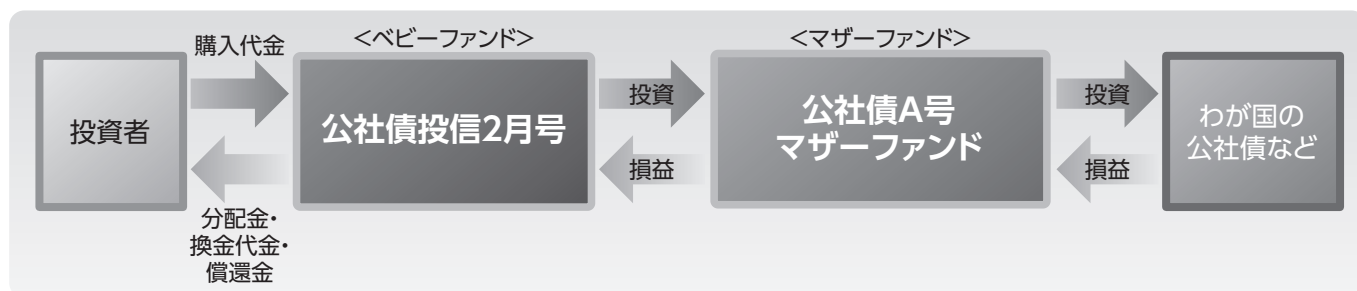 <ベビーファンド>
<マザーファンド>
購入代金
投資者
公社債投信2月号
投資
損益
公社債A号
マザーファンド
投資
損益
わが国の
公社債など
分配金・
換金代金・
償還金